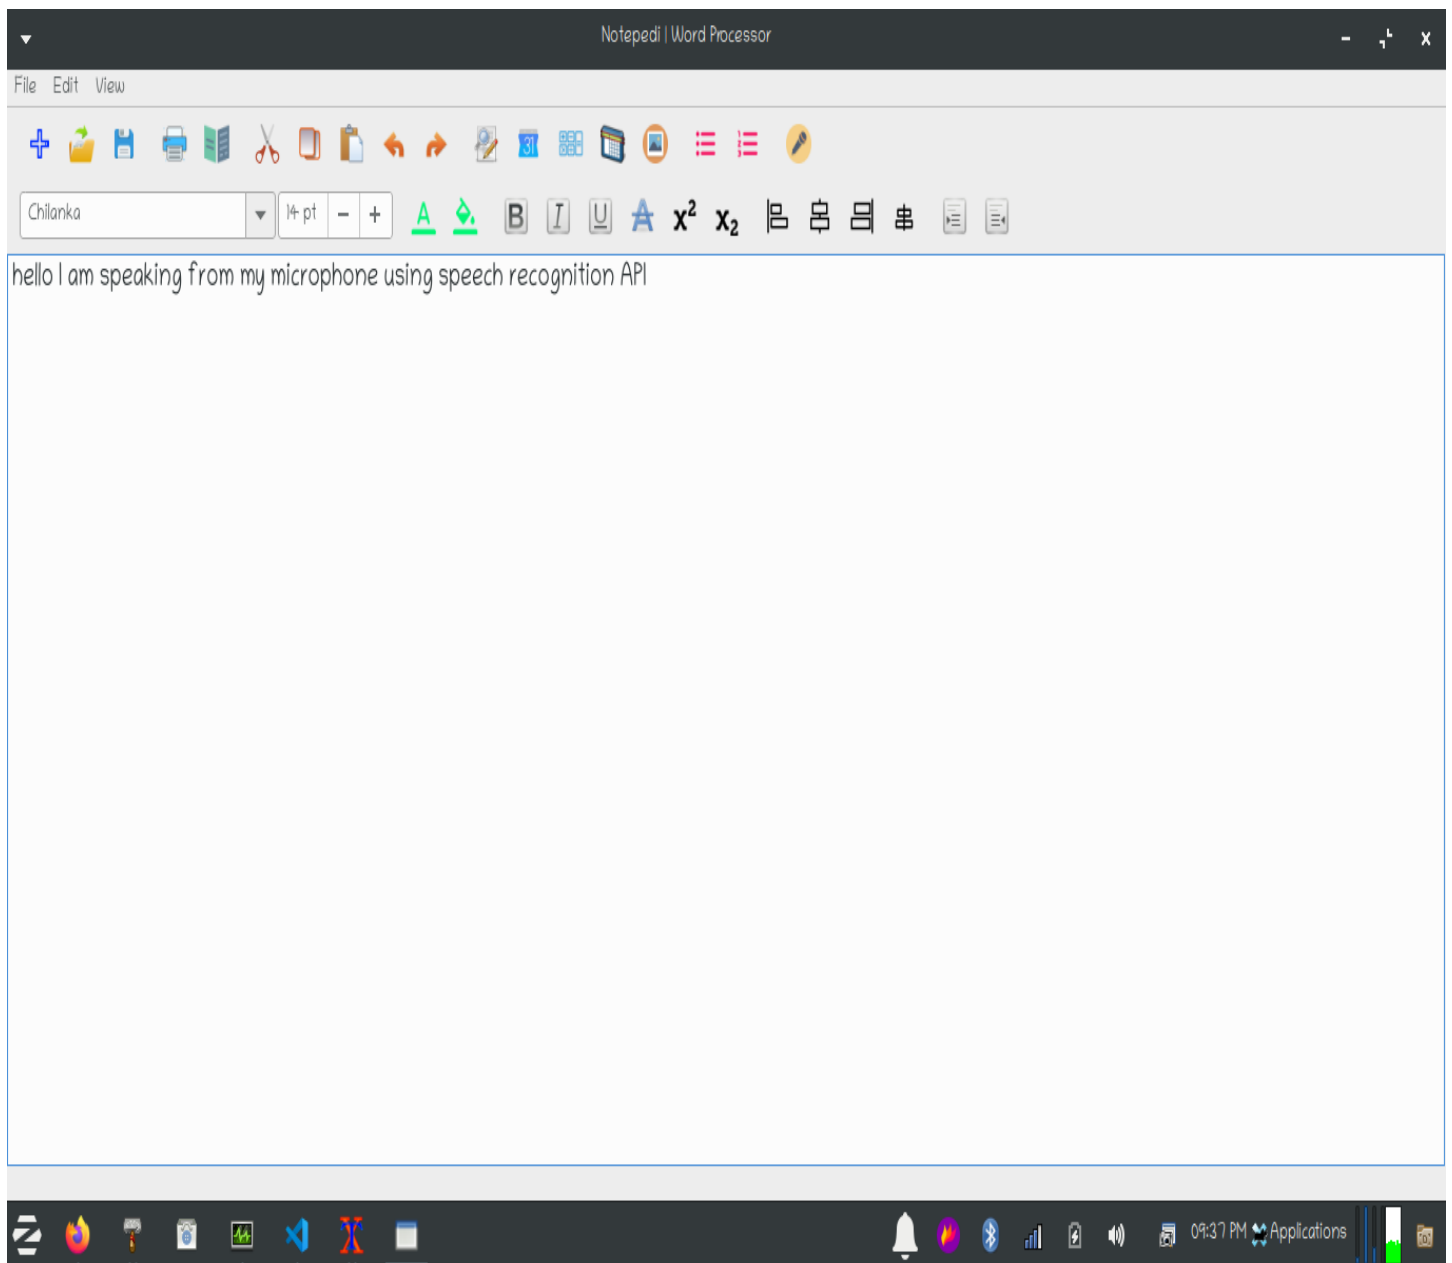 Notepedi | Word Processor
File Edit View
31
Chilanka 14 pt - + A B I U A x² x₂
hello I am speaking from my microphone using speech recognition API
09:37 PM Applications